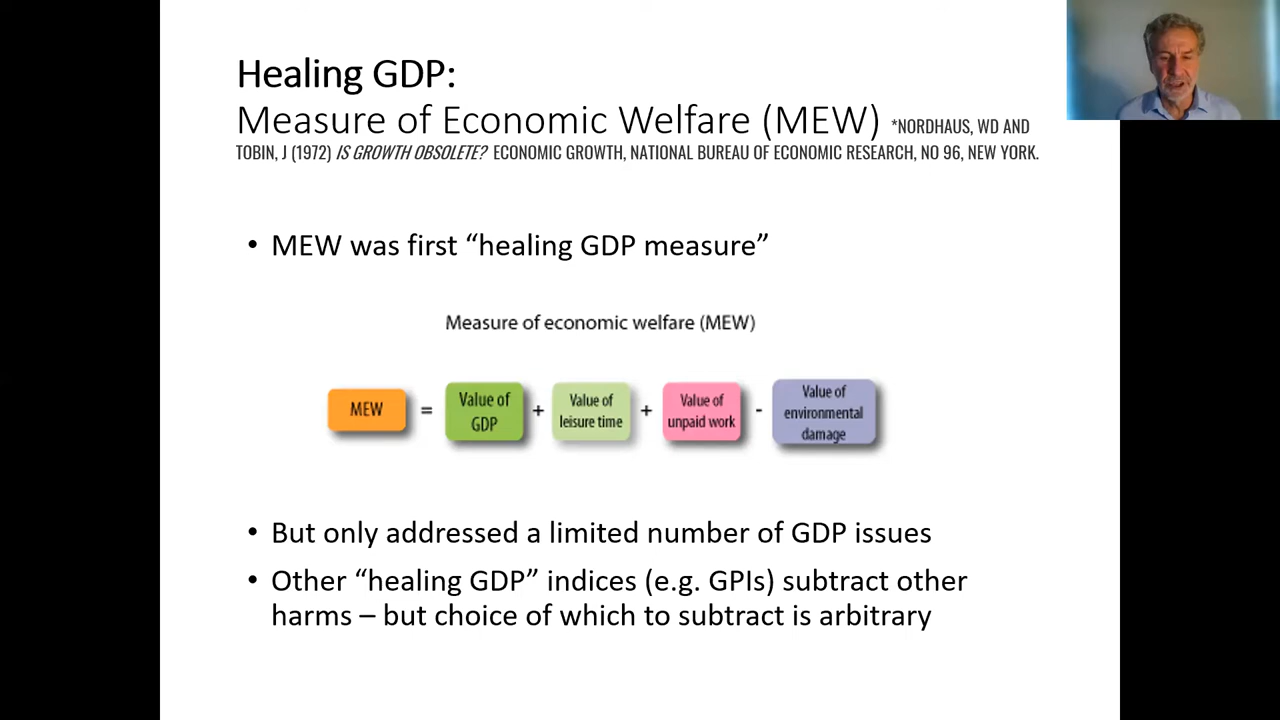 Healing GDP:
Measure of Economic Welfare (MEW) *NORDHAUS, WD AND
TOBIN, J (1972) IS GROWTH OBSOLETE? ECONOMIC GROWTH, NATIONAL BUREAU OF ECONOMIC RESEARCH, NO 96, NEW YORK.
• MEW was first “healing GDP measure”
Measure of economic welfare (MEW)
MEW
=
Value of
GDP
+
Value of
leisure time
+
Value of
unpaid work
-
Value of
environmental
damage
• But only addressed a limited number of GDP issues
• Other “healing GDP” indices (e.g. GPIs) subtract other
harms – but choice of which to subtract is arbitrary